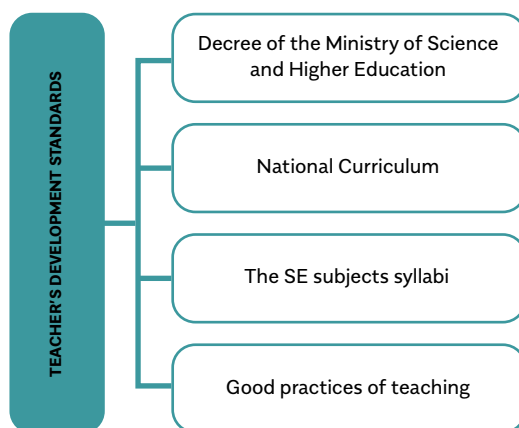 TEACHER'S DEVELOPMENT STANDARDS
Decree of the Ministry of Science
and Higher Education
National Curriculum
The SE subjects syllabi
Good practices of teaching